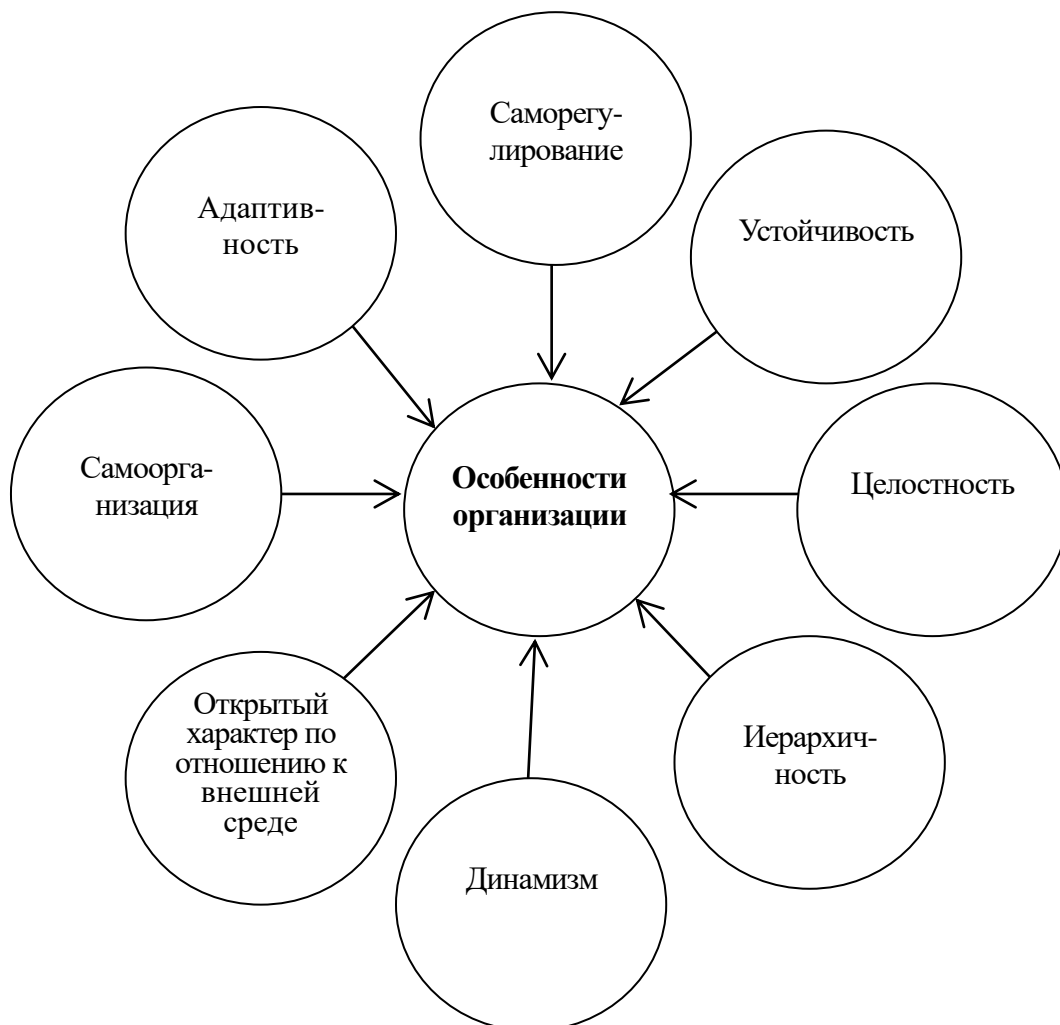 Саморегу-
лирование
Адаптив-
ность
Устойчивость
Самоорга-
низация
Особенности
организации
Целостность
Открытый
характер по
отношению к
внешней
среде
Иерархич-
ность
Динамизм